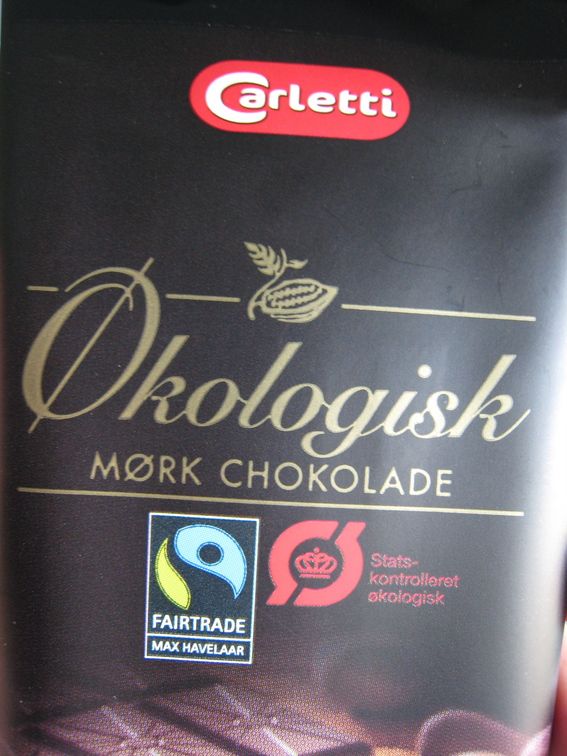 Carletti
Økologisk
MØRK CHOKOLADE
FAIRTRADE
MAX HAVELAAR
Stats-
kontrolleret
økologisk